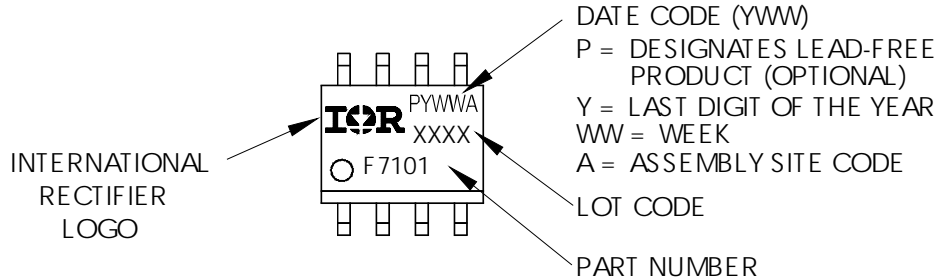 DATE CODE (YWW)
P = DESIGNATES LEAD-FREE
PRODUCT (OPTIONAL)
Y = LAST DIGIT OF THE YEAR
WW = WEEK
A = ASSEMBLY SITE CODE
LOT CODE
PART NUMBER
INTERNATIONAL
RECTIFIER
LOGO
IOR
PYWWA
XXXX
F7101